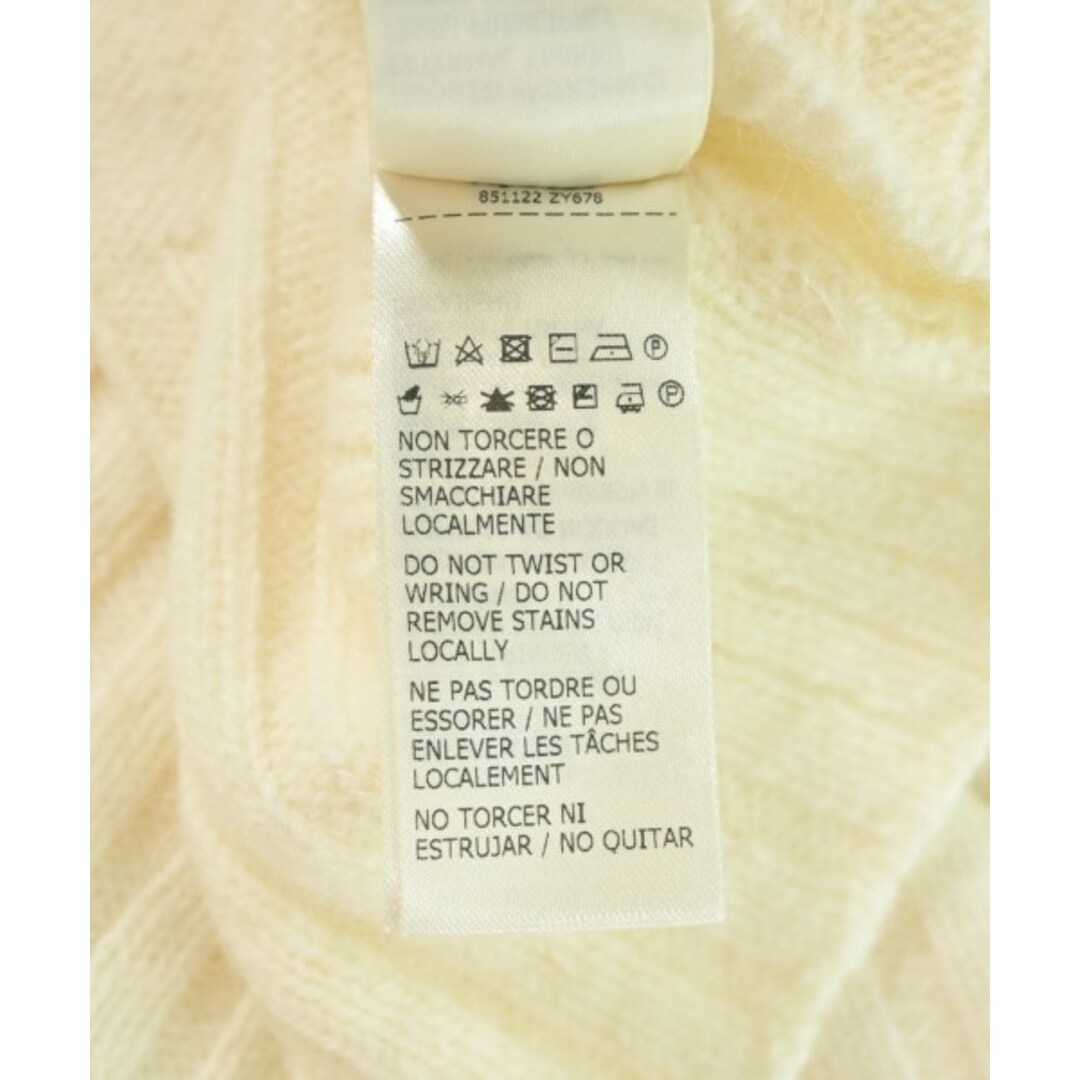 851122 ZY678
P
P
NON TORCERE O
STRIZZARE / NON
SMACCHIARE
LOCALMENTE
DO NOT TWIST OR
WRING / DO NOT
REMOVE STAINS
LOCALLY
NE PAS TORDRE OU
ESSORER / NE PAS
ENLEVER LES TÂCHES
LOCALEMENT
NO TORCER NI
ESTRUJAR / NO QUITAR